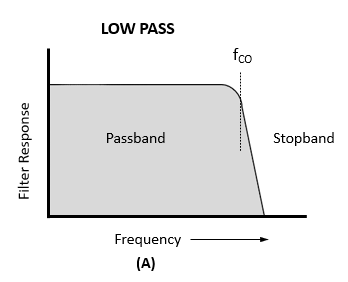 LOW PASS
fCO
Filter Response
Passband
Stopband
Frequency
(A)